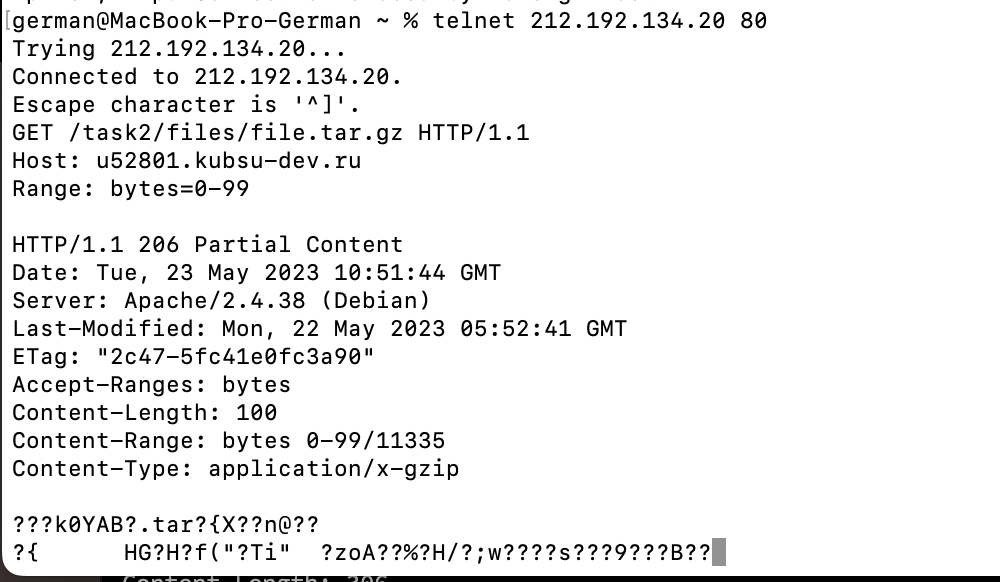 german@MacBook-Pro-German ~ % telnet 212.192.134.20 80
Trying 212.192.134.20...
Connected to 212.192.134.20.
Escape character is '^]'.
GET /task2/files/file.tar.gz HTTP/1.1
Host: u52801.kubsu-dev.ru
Range: bytes=0-99

HTTP/1.1 206 Partial Content
Date: Tue, 23 May 2023 10:51:44 GMT
Server: Apache/2.4.38 (Debian)
Last-Modified: Mon, 22 May 2023 05:52:41 GMT
ETag: "2c47-5fc41e0fc3a90"
Accept-Ranges: bytes
Content-Length: 100
Content-Range: bytes 0-99/11335
Content-Type: application/x-gzip

???k0YAB?.tar?{X??n@??
?{      HG?H?f("?Ti"  ?zoA??%?H/?;w????s???9???B??